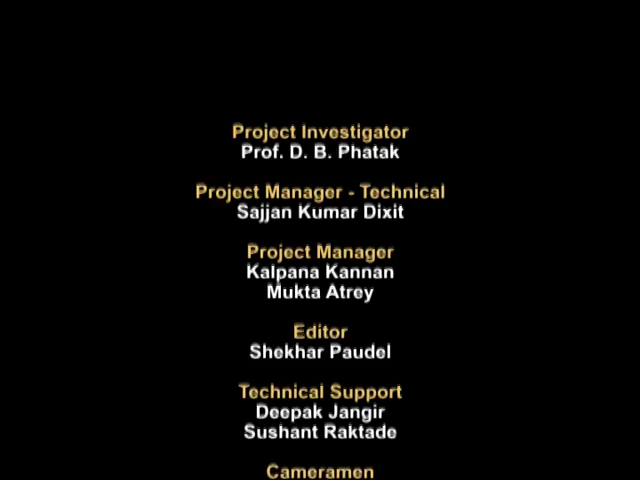 Project Investigator
Prof. D. B. Phatak
Project Manager - Technical
Sajjan Kumar Dixit
Project Manager
Kalpana Kannan
Mukta Atrey
Editor
Shekhar Paudel
Technical Support
Deepak Jangir
Sushant Raktade
Cameramen